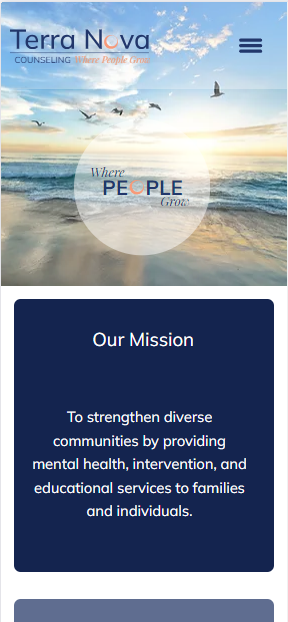 Terra Nova
COUNSELING Where People Grow
Where
PEOPLE
Grow
Our Mission
To strengthen diverse
communities by providing
mental health, intervention, and
educational services to families
and individuals.